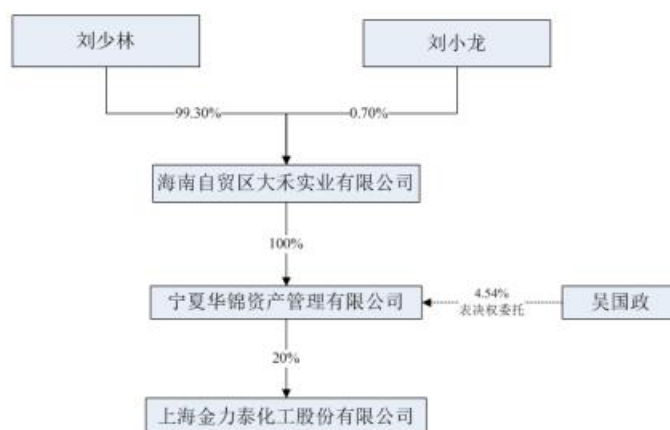 刘少林
刘小龙
99.30%
0.70%
海南自贸区大禾实业有限公司
100%
宁夏华锦资产管理有限公司
4.54%
表决权委托
吴国政
20%
上海金力泰化工股份有限公司